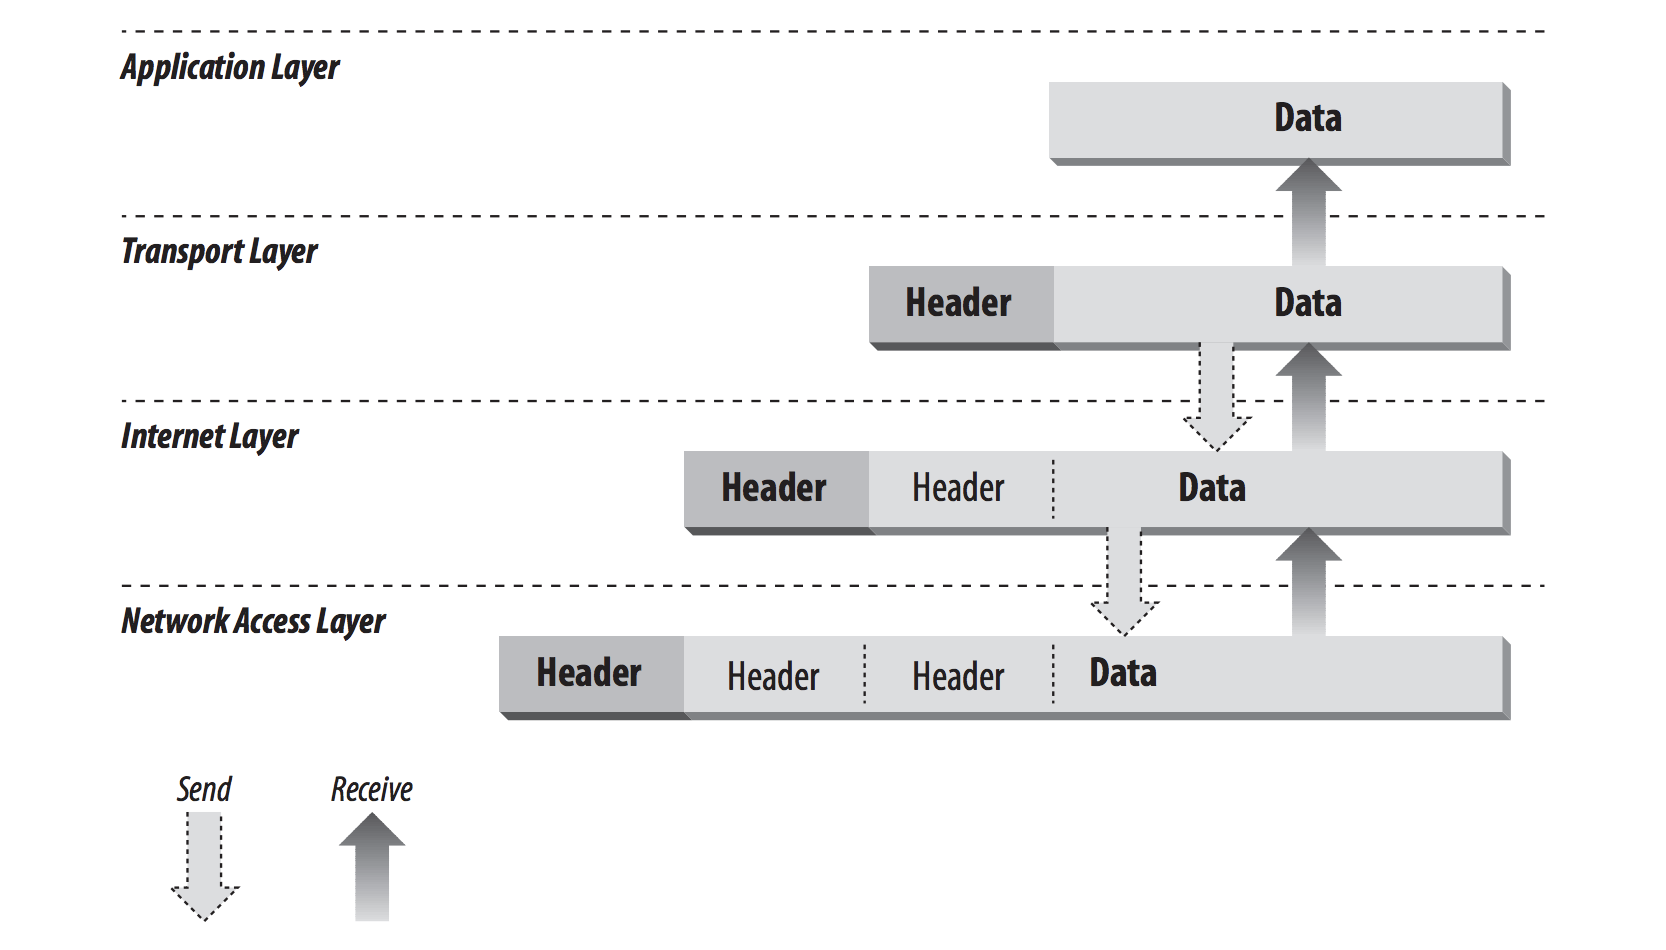 Application Layer
Data
Transport Layer
Header Data
Internet Layer
Header Header Data
Network Access Layer
Header Header Header Data
Send Receive